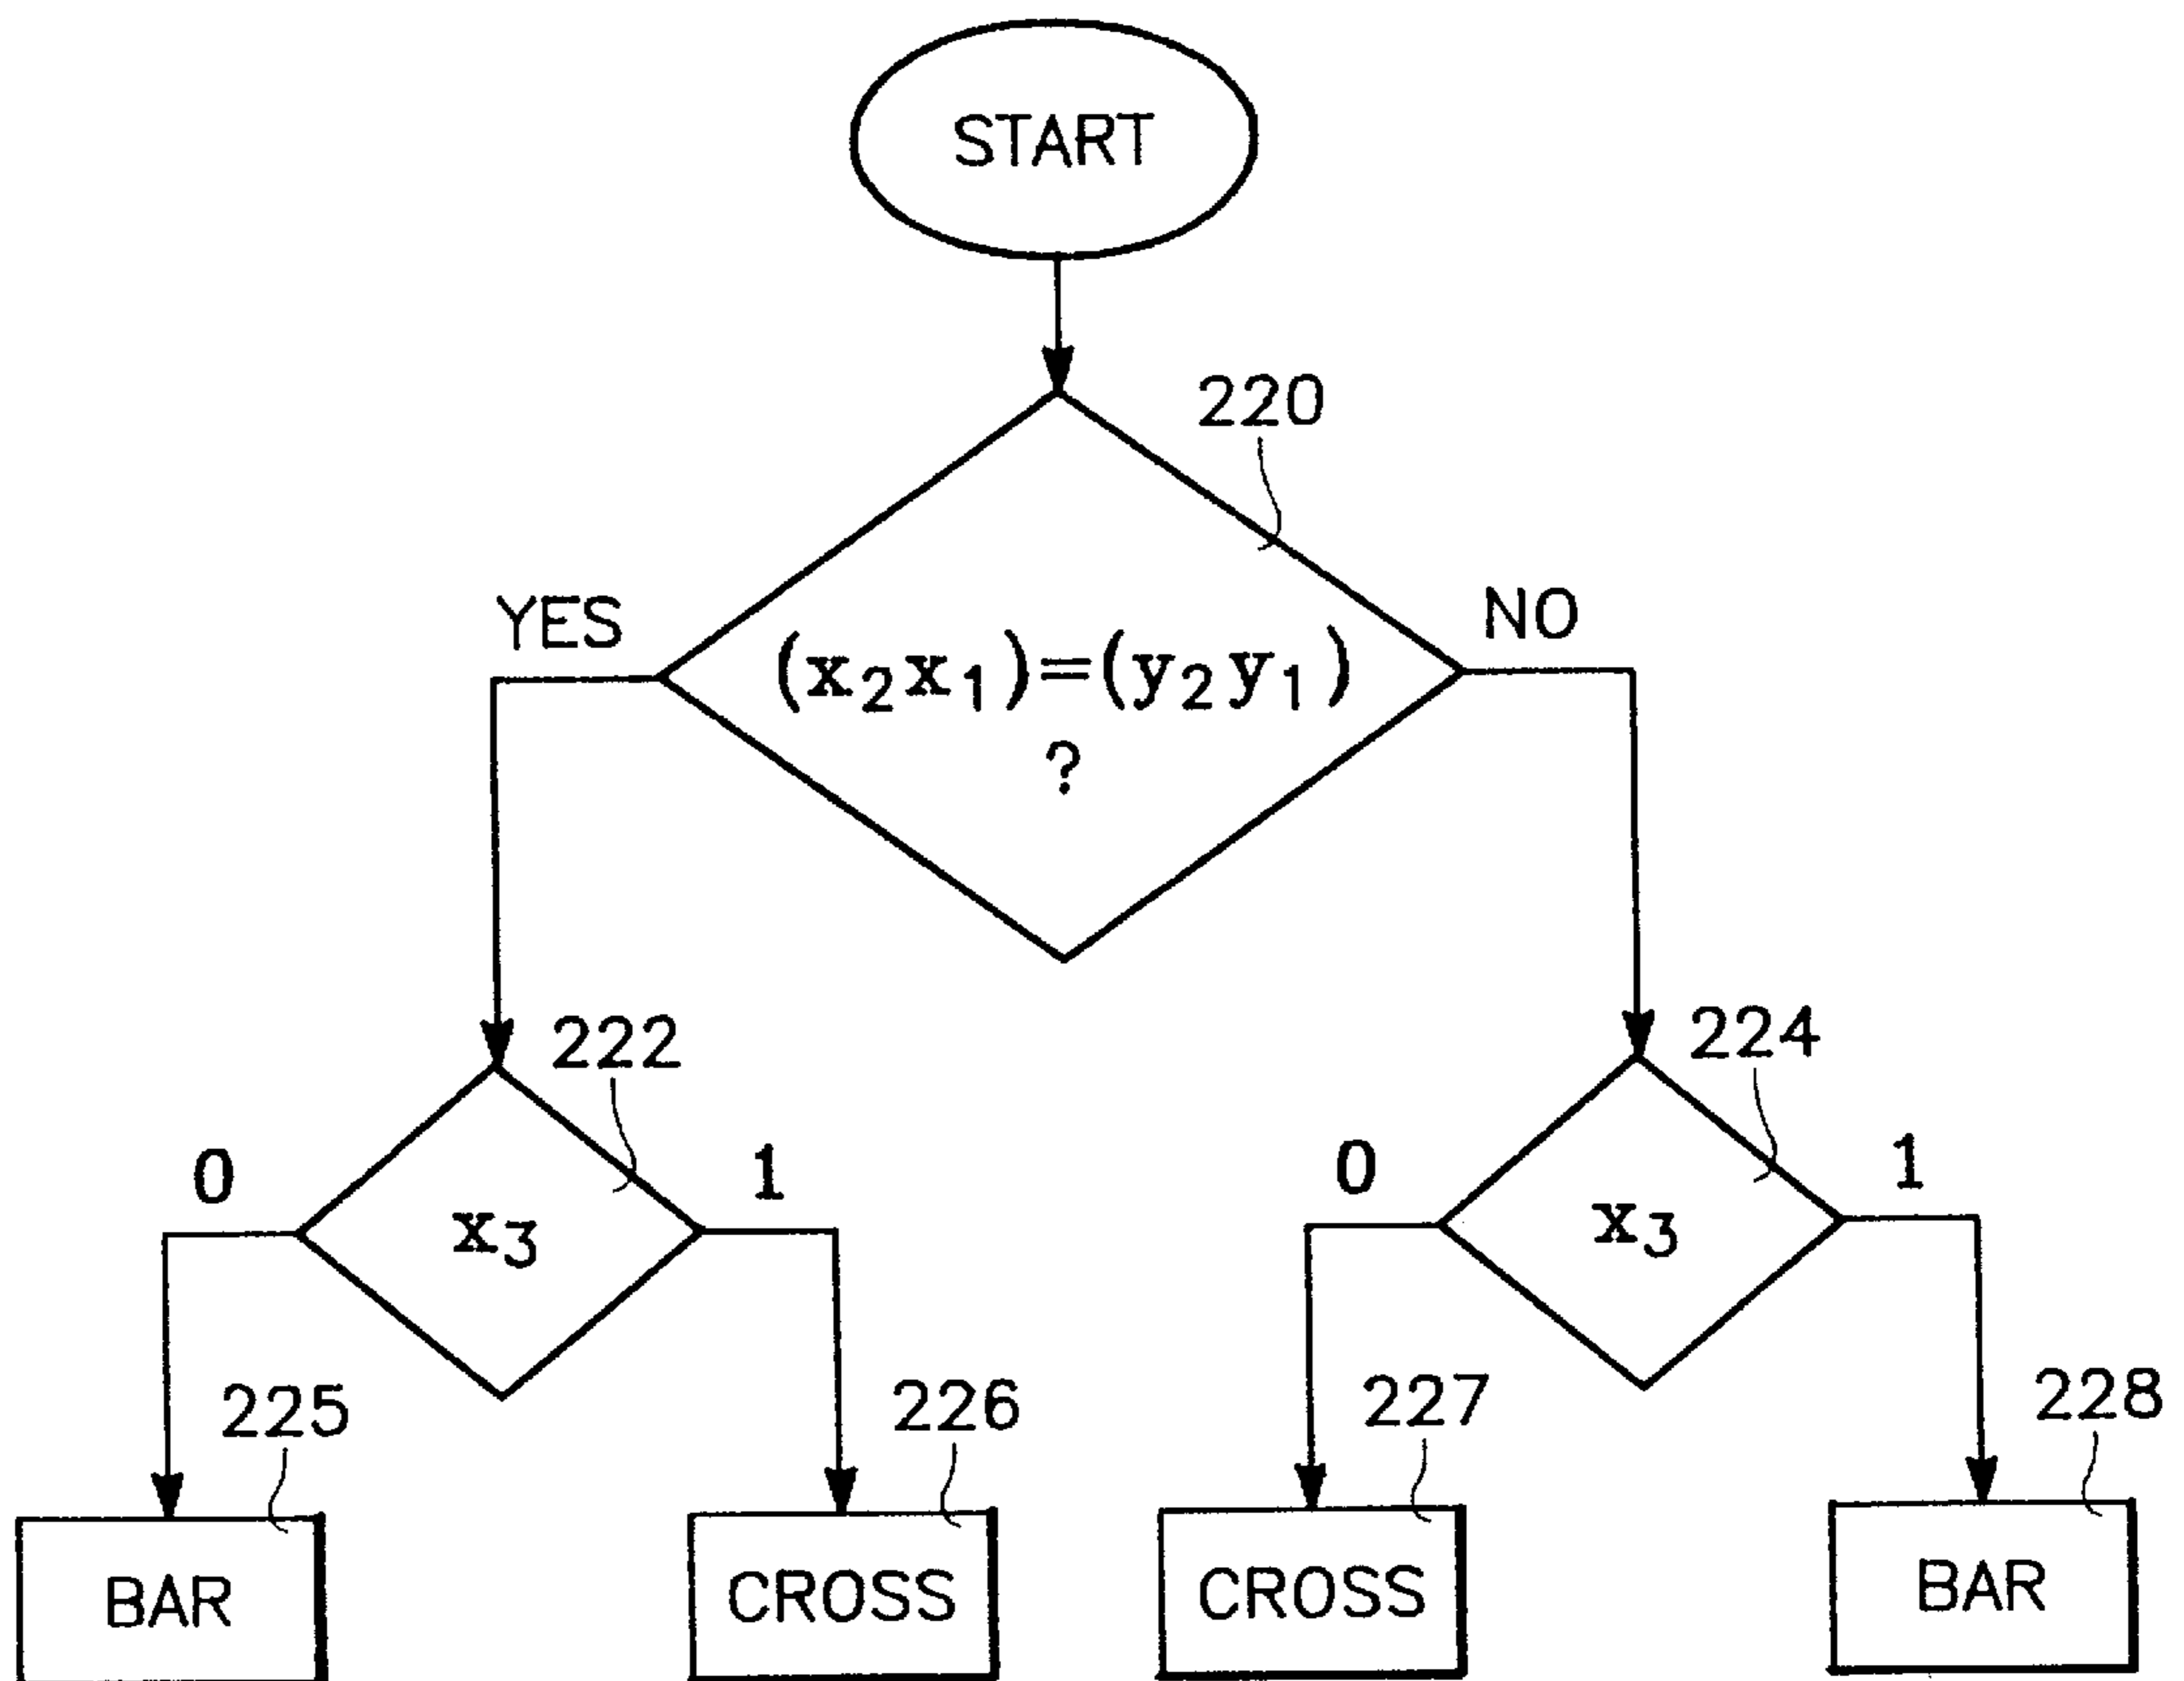 START
220
YES
NO
(x₂x₁)=(y₂y₁)
?
222
224
0
1
0
1
x₃
x₃
225
226
227
228
BAR
CROSS
CROSS
BAR